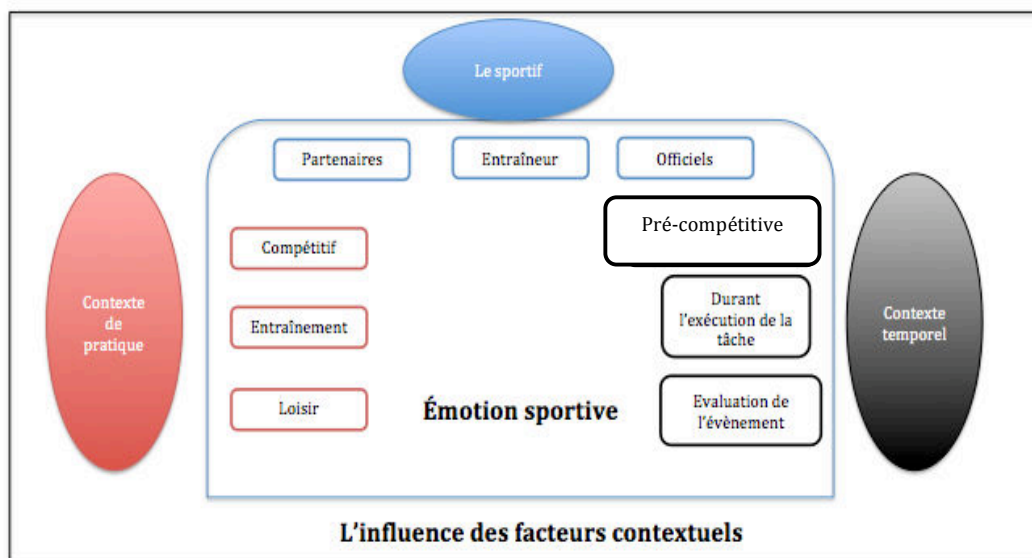 Le sportif
Partenaires
Entraîneur
Officiels
Pré-compétitive
Compétitif
Durant
l'exécution de la
tâche
Contexte
de
pratique
Entraînement
Contexte
temporel
Loisir
Émotion sportive
Evaluation de
l'évènement
L'influence des facteurs contextuels